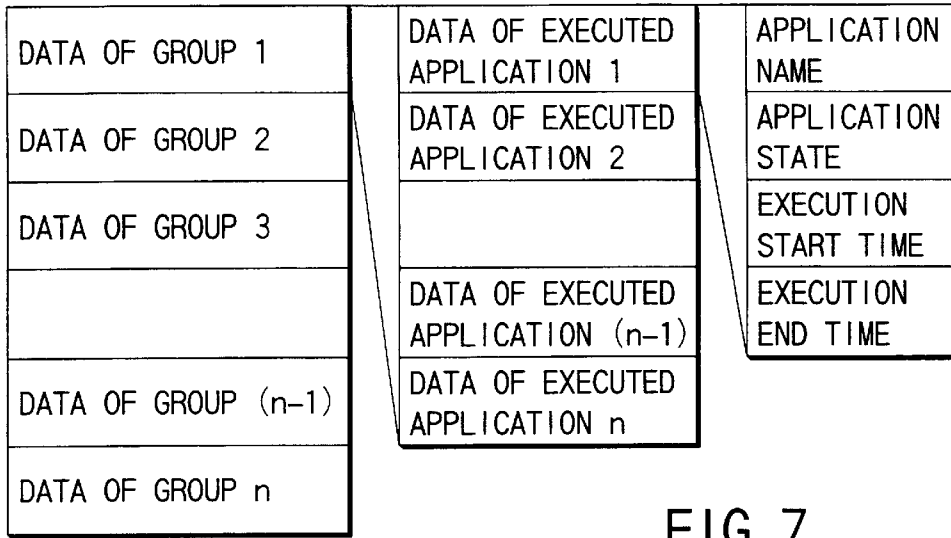 DATA OF GROUP 1
DATA OF GROUP 2
DATA OF GROUP 3
DATA OF GROUP (n-1)
DATA OF GROUP n
DATA OF EXECUTED
APPLICATION 1
DATA OF EXECUTED
APPLICATION 2
DATA OF EXECUTED
APPLICATION (n-1)
DATA OF EXECUTED
APPLICATION n
APPLICATION
NAME
APPLICATION
STATE
EXECUTION
START TIME
EXECUTION
END TIME
FIG. 7